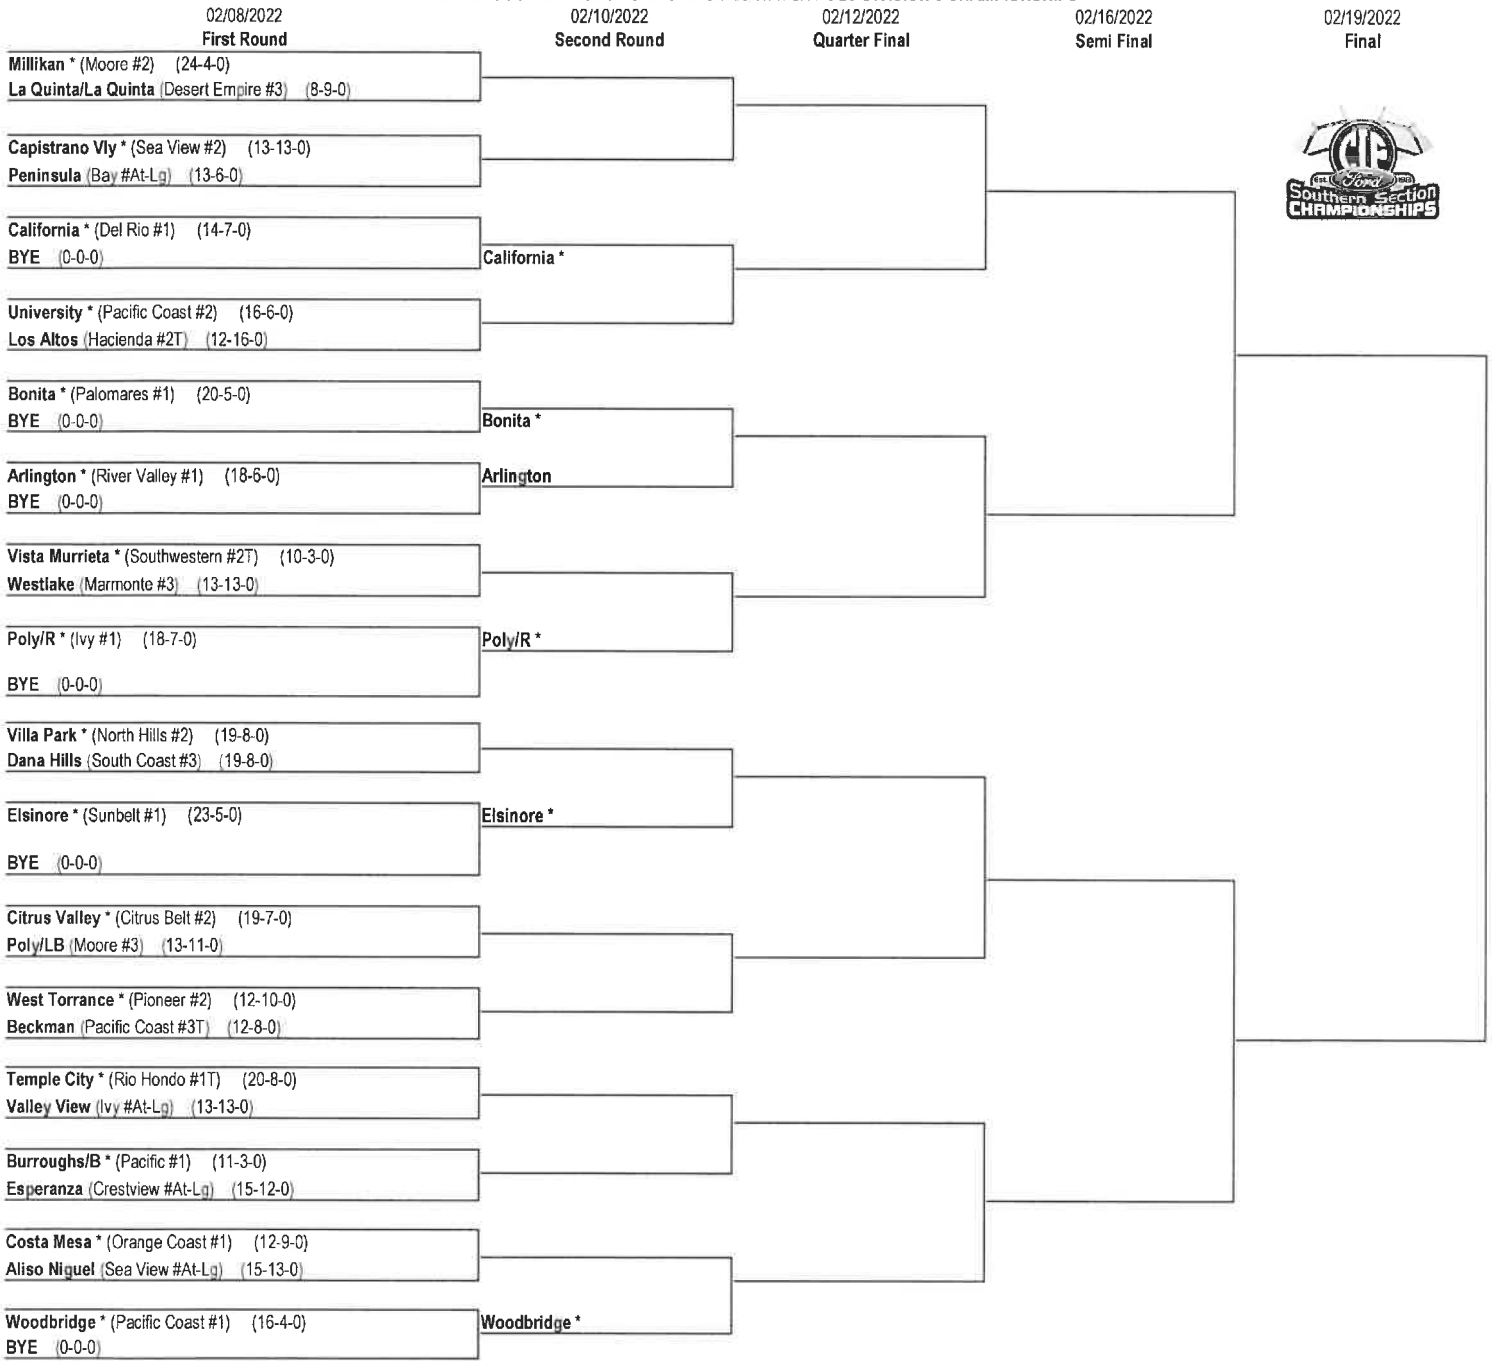 02/08/2022 02/10/2022 02/12/2022 02/16/2022 02/19/2022
First Round Second Round Quarter Final Semi Final Final
Millikan * (Moore #2) (24-4-0)
La Quinta/La Quinta (Desert Empire #3) (8-9-0)
Capistrano Vly * (Sea View #2) (13-13-0)
Peninsula (Bay #At-Lg) (13-6-0)
California * (Del Rio #1) (14-7-0)
BYE (0-0-0)
California *
University * (Pacific Coast #2) (16-6-0)
Los Altos (Hacienda #2T) (12-16-0)
Bonita * (Palomares #1) (20-5-0)
BYE (0-0-0)
Bonita *
Arlington * (River Valley #1) (18-6-0)
Arlington
BYE (0-0-0)
Vista Murrieta * (Southwestern #2T) (10-3-0)
Westlake (Marmonte #3) (13-13-0)
Poly/R * (Ivy #1) (18-7-0)
Poly/R *
BYE (0-0-0)
Villa Park * (North Hills #2) (19-8-0)
Dana Hills (South Coast #3) (19-8-0)
Elsinore * (Sunbelt #1) (23-5-0)
Elsinore *
BYE (0-0-0)
Citrus Valley * (Citrus Belt #2) (19-7-0)
Poly/LB (Moore #3) (13-11-0)
West Torrance * (Pioneer #2) (12-10-0)
Beckman (Pacific Coast #3T) (12-8-0)
Temple City * (Rio Hondo #1T) (20-8-0)
Valley View (Ivy #At-Lg) (13-13-0)
Burroughs/B * (Pacific #1) (11-3-0)
Esperanza (Crestview #At-Lg) (15-12-0)
Costa Mesa * (Orange Coast #1) (12-9-0)
Aliso Niguel (Sea View #At-Lg) (15-13-0)
Woodbridge * (Pacific Coast #1) (16-4-0)
Woodbridge *
BYE (0-0-0)
CIF
Est. Ford 1913
Southern Section
CHAMPIONSHIPS